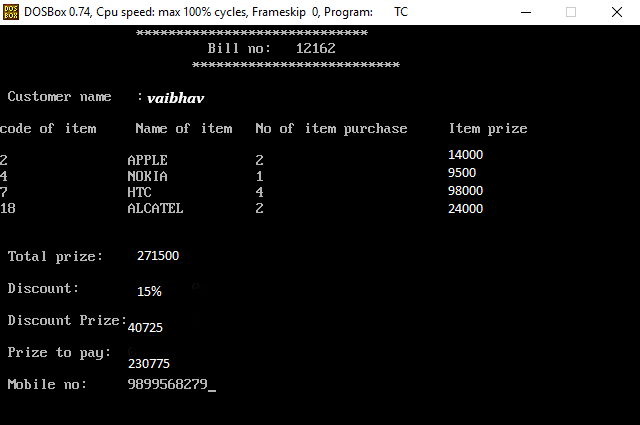 DOS BOX DOSBox 0.74, Cpu speed: max 100% cycles, Frameskip 0, Program: TC
*****************************
Bill no: 12162
**************************
Customer name : vaibhav
code of item Name of item No of item purchase Item prize
2 APPLE 2 14000
4 NOKIA 1 9500
7 HTC 4 98000
18 ALCATEL 2 24000
Total prize: 271500
Discount: 15%
Discount Prize: 40725
Prize to pay: 230775
Mobile no: 9899568279_